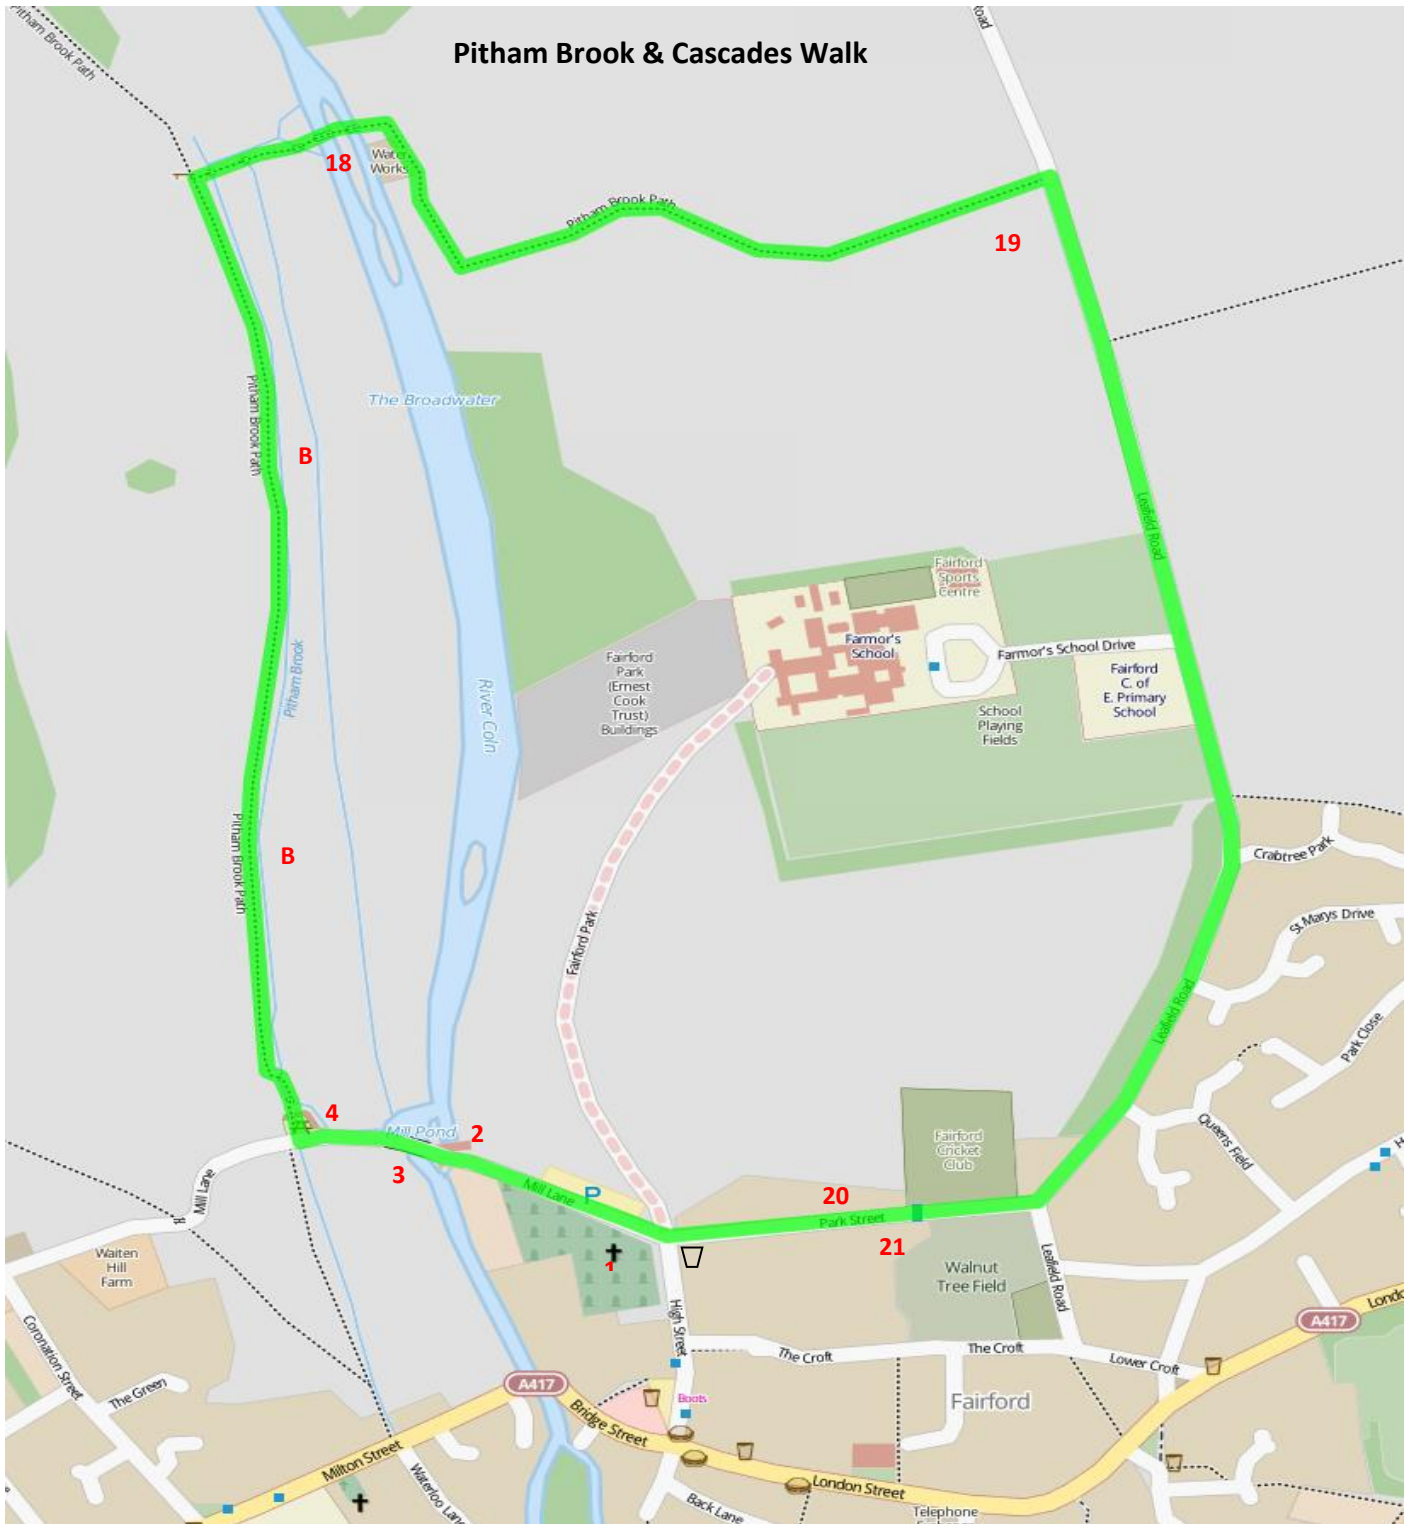 Pitham Brook & Cascades Walk
Pitham Brook Path
Road
18
Water
Works
Pitham Brook Path
19
Pitham Brook Path
The Broadwater
B
Leafield Road
Fairford
Sports
Centre
Farmor's
School
Farmor's School Drive
Fairford
C. of
E. Primary
School
Fairford
Park
(Ernest
Cook
Trust)
Buildings
School
Playing
Fields
Pitham Brook
River Coln
Pitham Brook Path
B
Crabtree Park
St. Marys Drive
Fairford Park
Leafield Road
Park Close
4
Mill Pond
2
3
Fairford
Cricket
Club
Queens Field
Mill Lane
Mill Lane
P
20
Park Street
21
1
Waiten
Hill
Farm
Walnut
Tree Field
Leafield Road
High Street
Coronation Street
The Green
The Croft
The Croft
Lower Croft
A417
A417
Boots
Fairford
Bridge Street
Milton Street
Waterloo Lane
London Street
Back Lane
Telephone